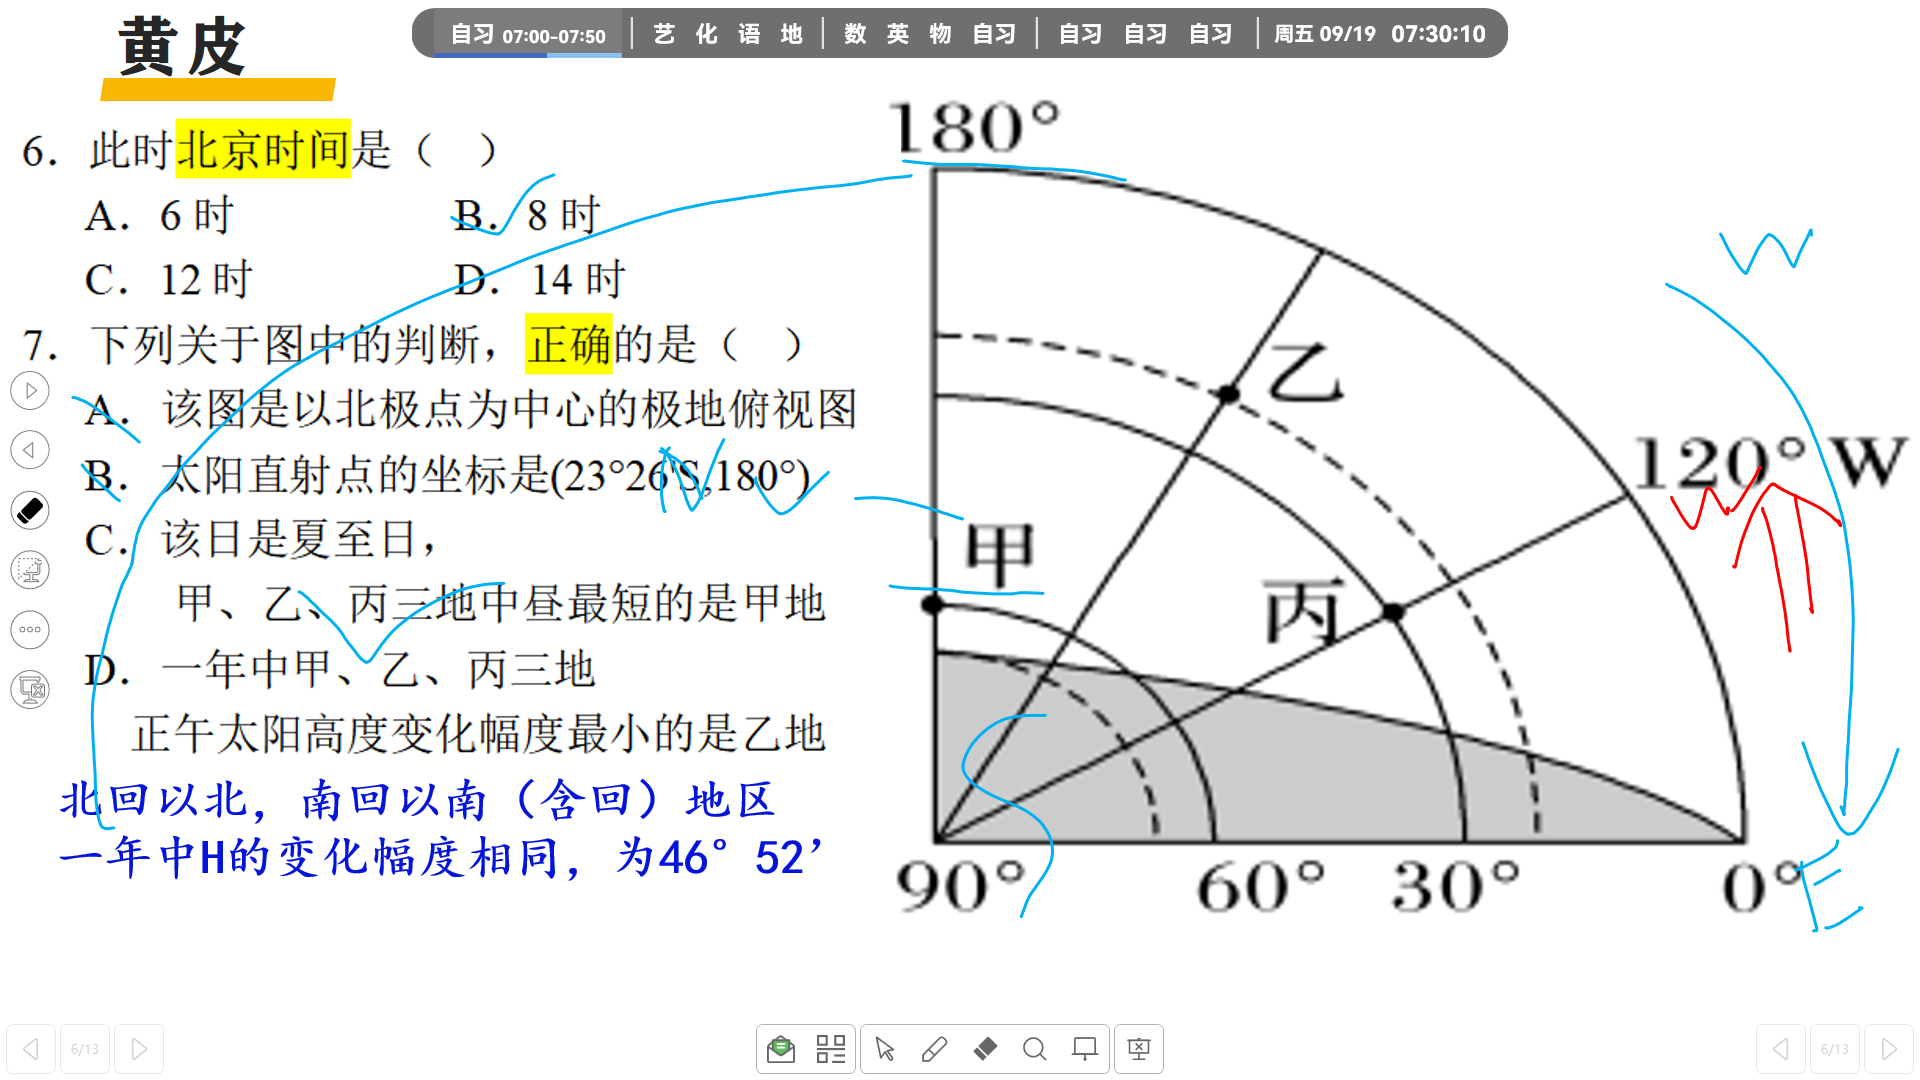 黄皮
自习 07:00-07:50 艺 化 语 地 数 英 物 自习 自习 自习 自习 周五 09/19 07:30:10
6. 此时北京时间是（ ）
A. 6时 B. 8时
C. 12时 D. 14时
7. 下列关于图中的判断，正确的是（ ）
A. 该图是以北极点为中心的极地俯视图
B. 太阳直射点的坐标是(23°26'S,180°)
N
C. 该日是夏至日，
甲、乙、丙三地中昼最短的是甲地
D. 一年中甲、乙、丙三地
正午太阳高度变化幅度最小的是乙地
北回以北，南回以南（含回）地区
一年中H的变化幅度相同，为46°52’
180°
W
乙
120°W
甲
丙
90° 60° 30° 0°
E
6/13
6/13